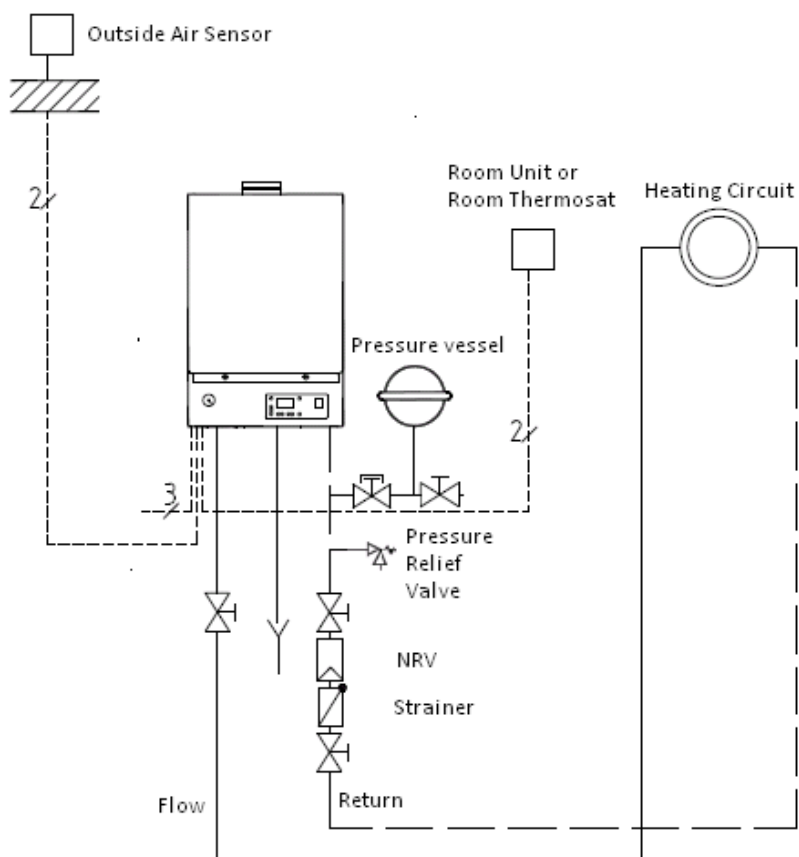 Outside Air Sensor
2
Room Unit or
Room Thermosat
Heating Circuit
Pressure vessel
2
3
Pressure
Relief
Valve
NRV
Strainer
Flow
Return